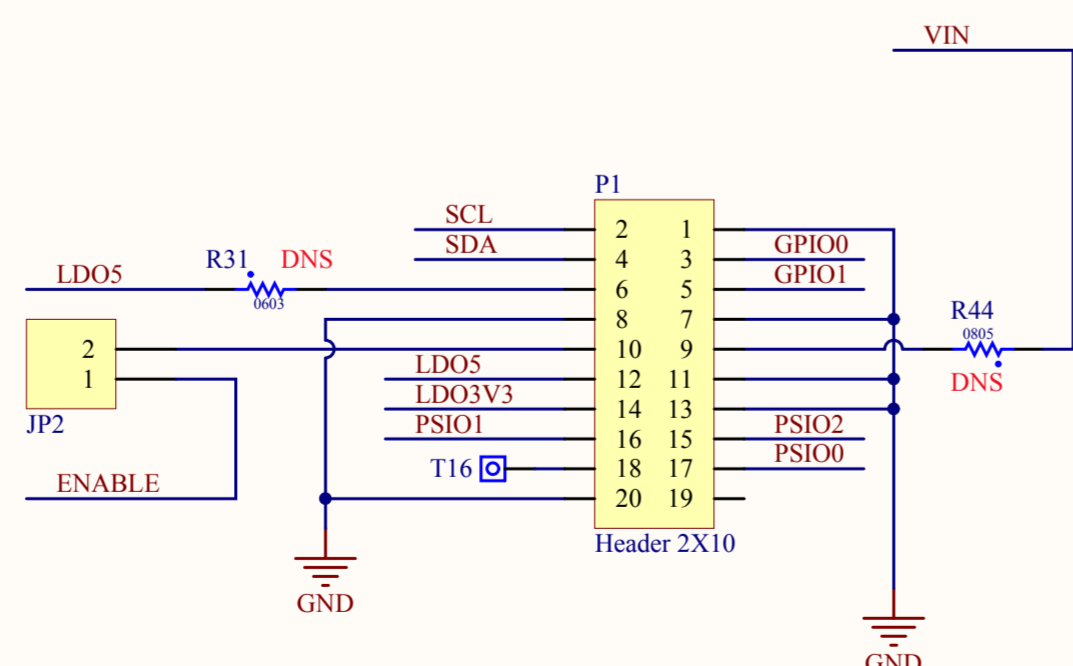 VIN
P1
SCL
2 1
SDA
4 3
GPIO0
R31 DNS
LDO5
0603
6 5
GPIO1
8 7
R44
0805
2
10 9
DNS
1
LDO5
12 11
JP2
LDO3V3
14 13
PSIO1
16 15
PSIO2
T16
18 17
PSIO0
ENABLE
20 19
Header 2X10
GND
GND